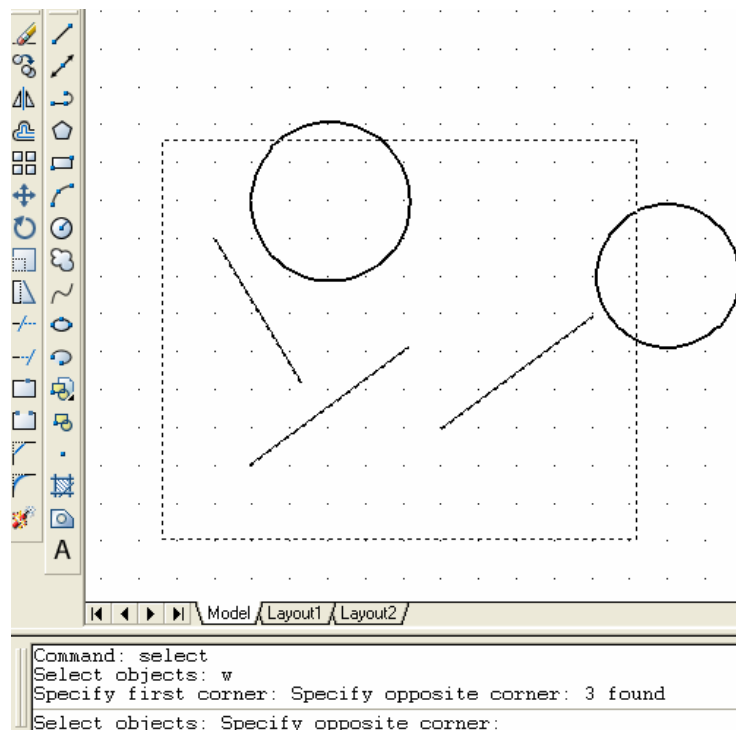 A
Model Layout1 Layout2
Command: select
Select objects: w
Specify first corner: Specify opposite corner: 3 found
Select objects: Specify opposite corner: